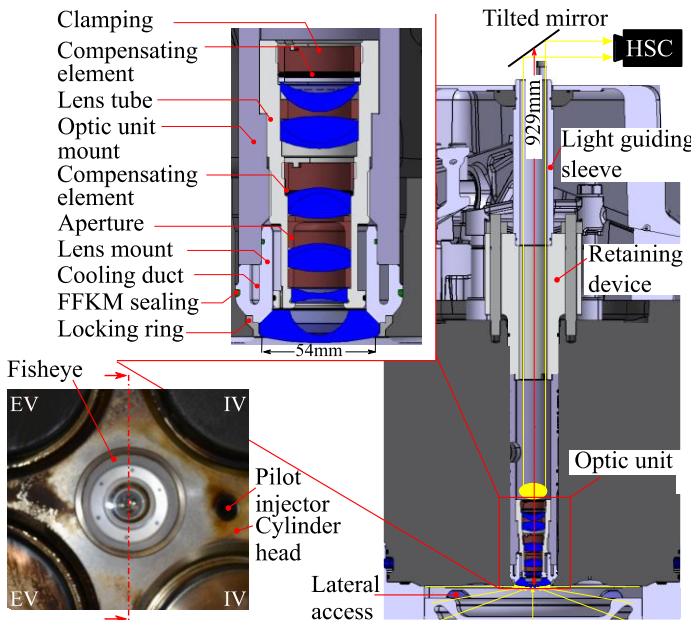 Clamping
Compensating
element
Lens tube
Optic unit
mount
Compensating
element
Aperture
Lens mount
Cooling duct
FFKM sealing
Locking ring
54mm
Tilted mirror
HSC
929mm
Light guiding
sleeve
Retaining
device
Optic unit
Lateral
access
Fisheye
EV
IV
Pilot
injector
Cylinder
head
EV
IV